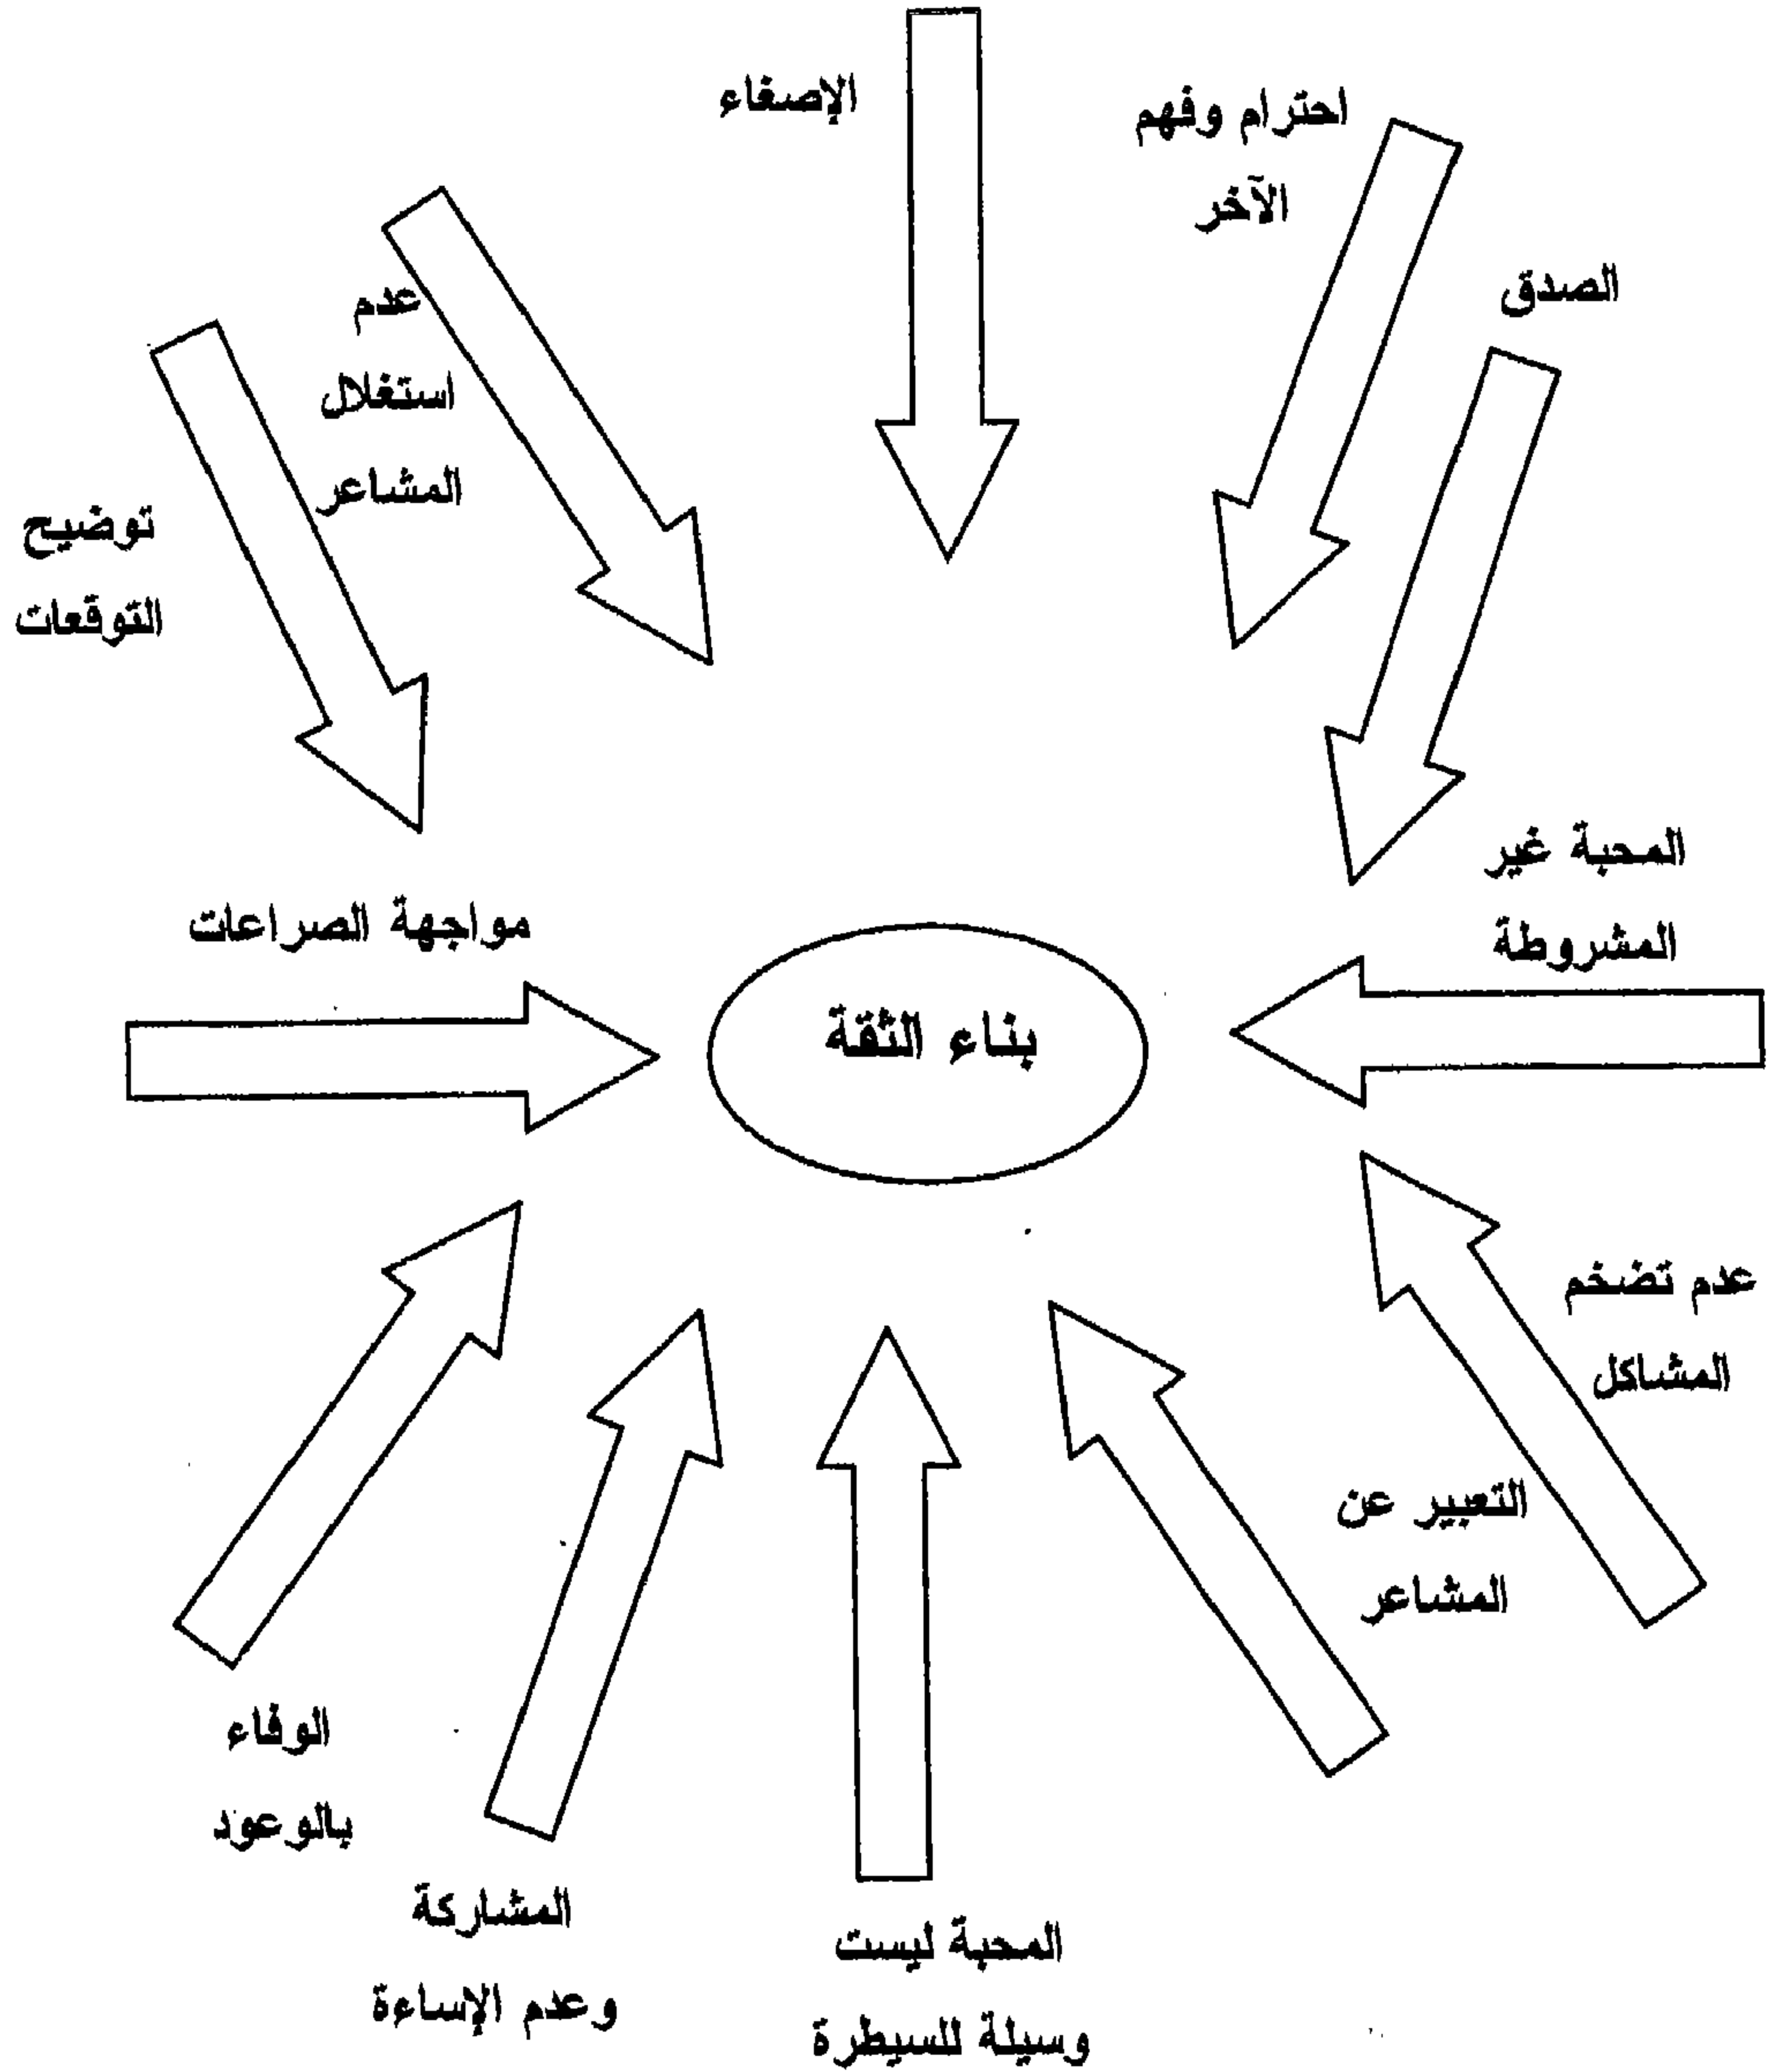 الإصغاء
احترام وفهم
الآخر
الصدق
عدم
استغلال
المشاعر
توضيح
التوقعات
المحبة غير
المشروطة
مواجهة الصراعات
بناء الثقة
عدم تضخم
المشاكل
التعبير عن
المشاعر
الوفاء
بالوعود
المشاركة
وعدم الإساءة
المحبة ليست
وسيلة للسيطرة